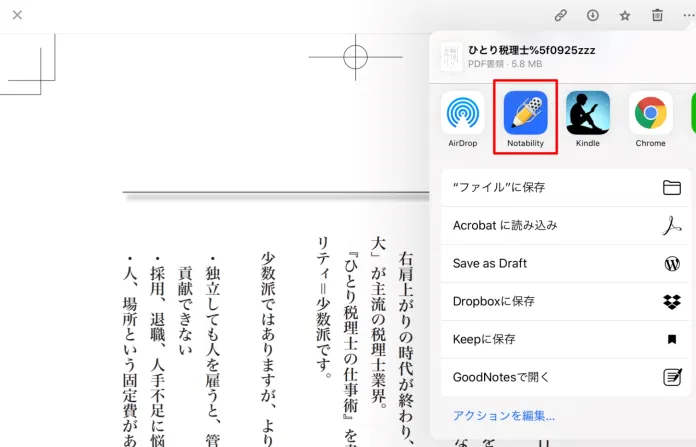 ひとり税理士%5f0925zzz
PDF書類・5.8 MB
AirDrop
Notability
Kindle
Chrome
“ファイル”に保存
Acrobat に読み込み
Save as Draft
Dropboxに保存
Keepに保存
GoodNotesで開く
アクションを編集...
右肩上がりの時代が終わり、
大」が主流の税理士業界。
『ひとり税理士の仕事術』を
リティ＝少数派です。
少数派ではありますが、より
・独立しても人を雇うと、管
貢献できない
・採用、退職、人手不足に悩
・人、場所という固定費があ